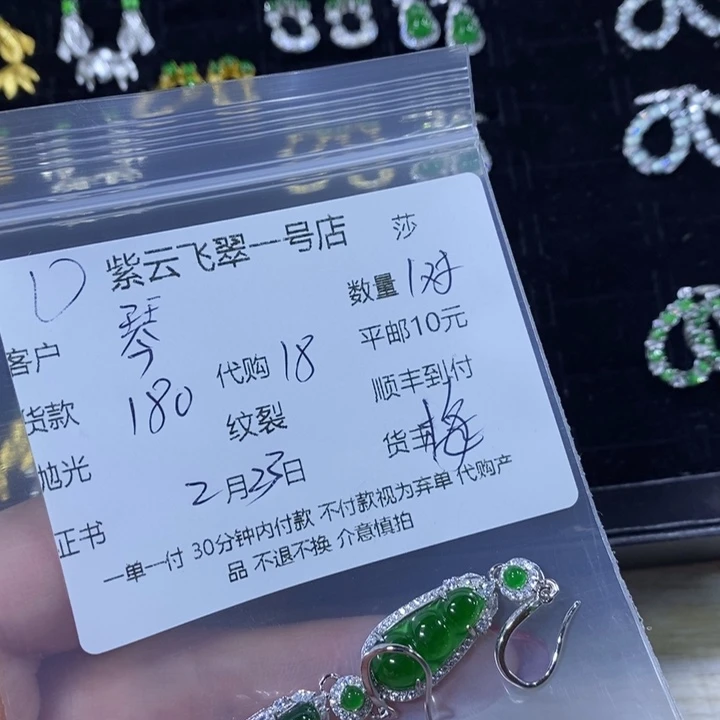 紫云飞翠一号店 莎
数量 1对
客户 琴
平邮10元
货款 180 代购 18
顺丰到付
纹裂
货主
抛光
2月23日
证书
一单一付 30分钟内付款 不付款视为弃单 代购产
品 不退不换 介意慎拍